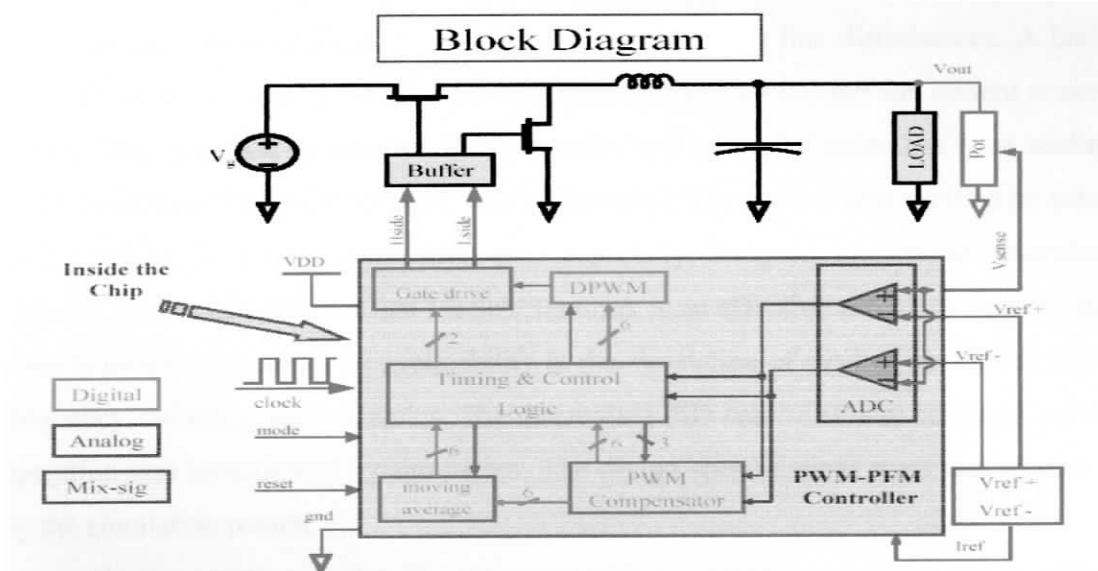 Block Diagram
Vout
Vg
Buffer
LOAD
Pot
Hside
Lside
Vsense
Inside the
Chip
VDD
Gate drive
DPWM
Vref +
Vref -
2
6
Digital
Analog
Mix-sig
clock
mode
reset
gnd
Timing & Control
Logic
ADC
6
6
3
moving
average
6
PWM
Compensator
PWM-PFM
Controller
Vref +
Vref -
Iref